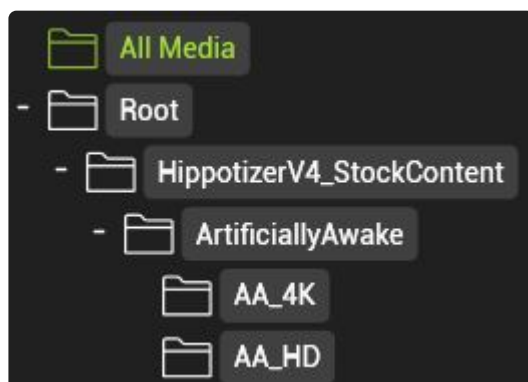 All Media
- Root
- HippotizerV4_StockContent
- ArtificiallyAwake
AA_4K
AA_HD